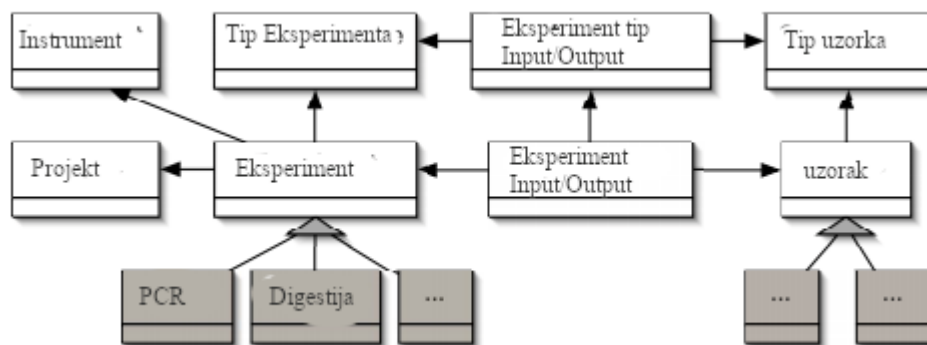 Instrument
Tip Eksperimenta
Eksperiment tip
Input/Output
Tip uzorka
Projekt
Eksperiment
Eksperiment
Input/Output
uzorak
PCR
Digestija
...
...
...